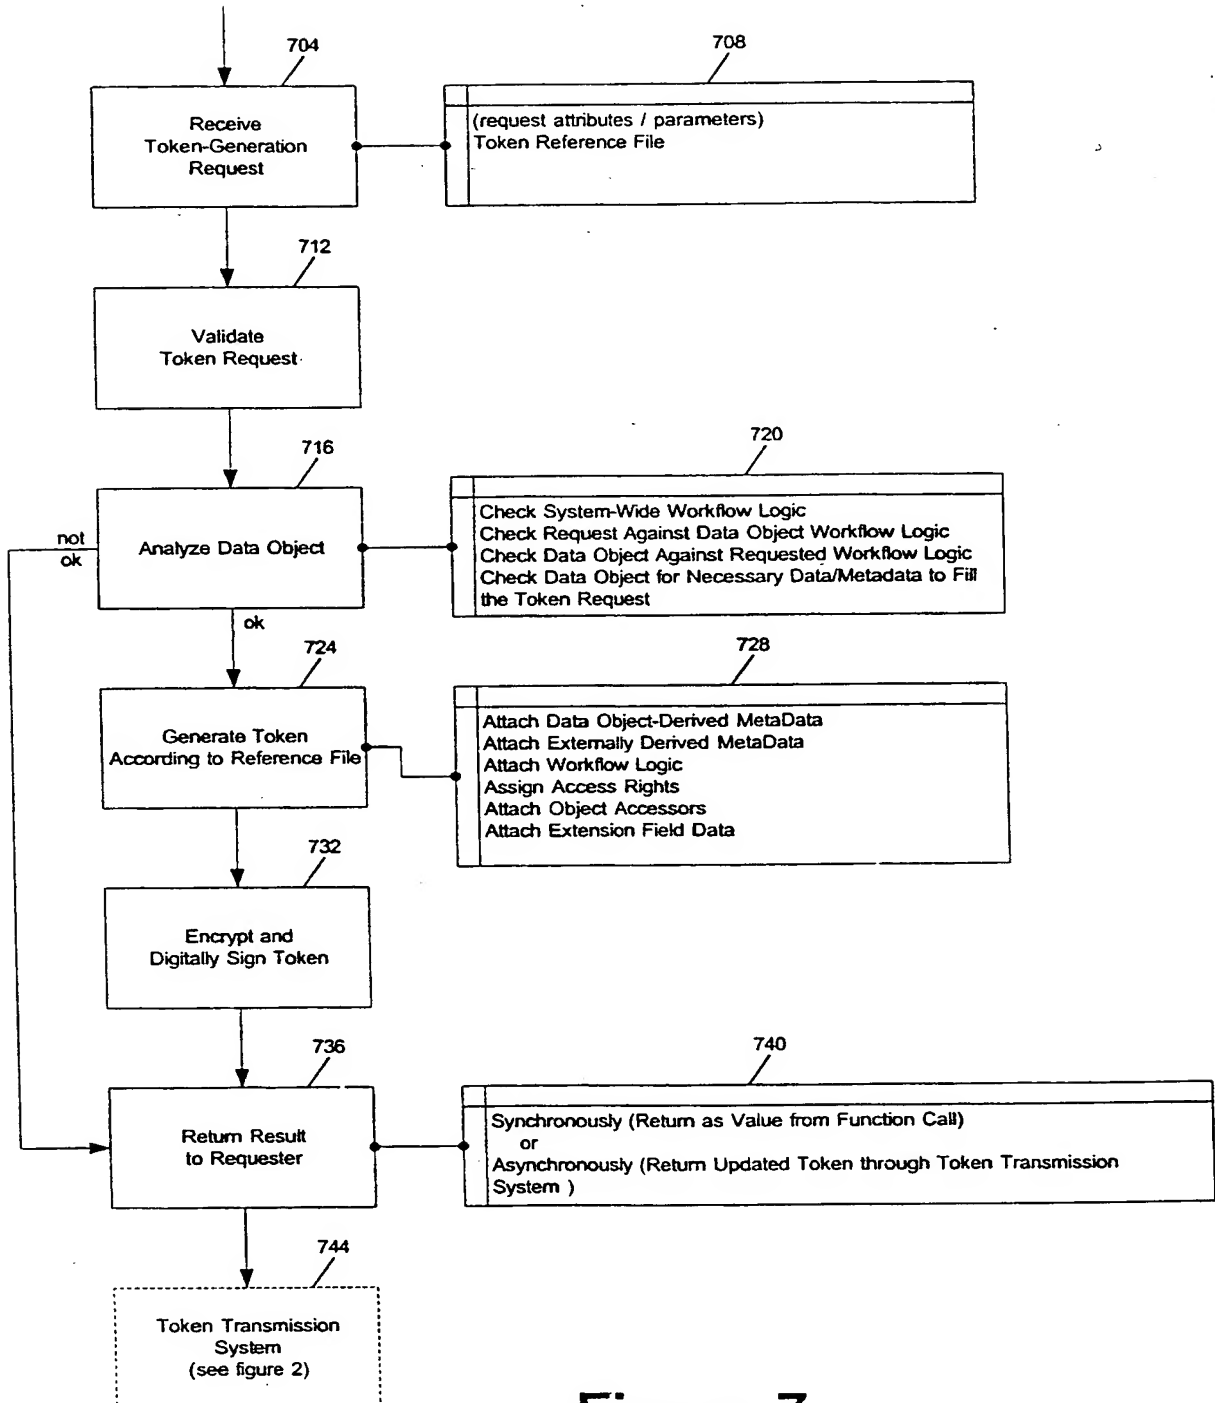 704
708
Receive
Token-Generation
Request
(request attributes / parameters)
Token Reference File
712
Validate
Token Request
716
720
not
ok
Analyze Data Object
Check System-Wide Workflow Logic
Check Request Against Data Object Workflow Logic
Check Data Object Against Requested Workflow Logic
Check Data Object for Necessary Data/Metadata to Fill
the Token Request
ok
724
728
Generate Token
According to Reference File
Attach Data Object-Derived MetaData
Attach Externally Derived MetaData
Attach Workflow Logic
Assign Access Rights
Attach Object Accessors
Attach Extension Field Data
732
Encrypt and
Digitally Sign Token
736
740
Return Result
to Requester
Synchronously (Return as Value from Function Call)
or
Asynchronously (Return Updated Token through Token Transmission
System )
744
Token Transmission
System
(see figure 2)